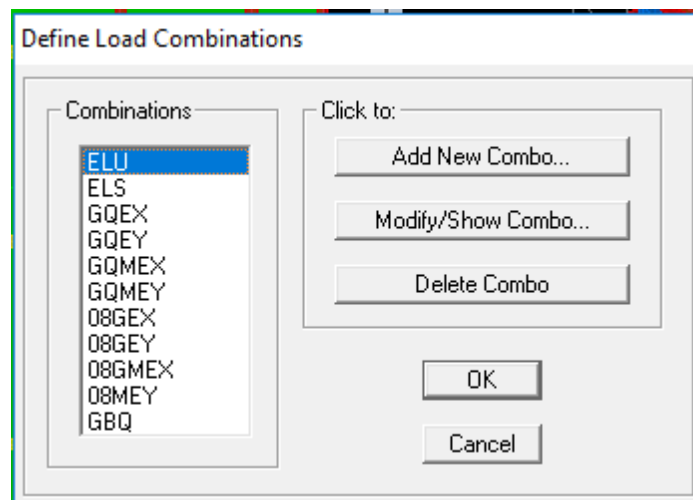 Define Load Combinations
Combinations
ELU
ELS
GQEX
GQEY
GQMEX
GQMEY
08GEX
08GEY
08GMEX
08MEY
GBQ
Click to:
Add New Combo...
Modify/Show Combo...
Delete Combo
OK
Cancel